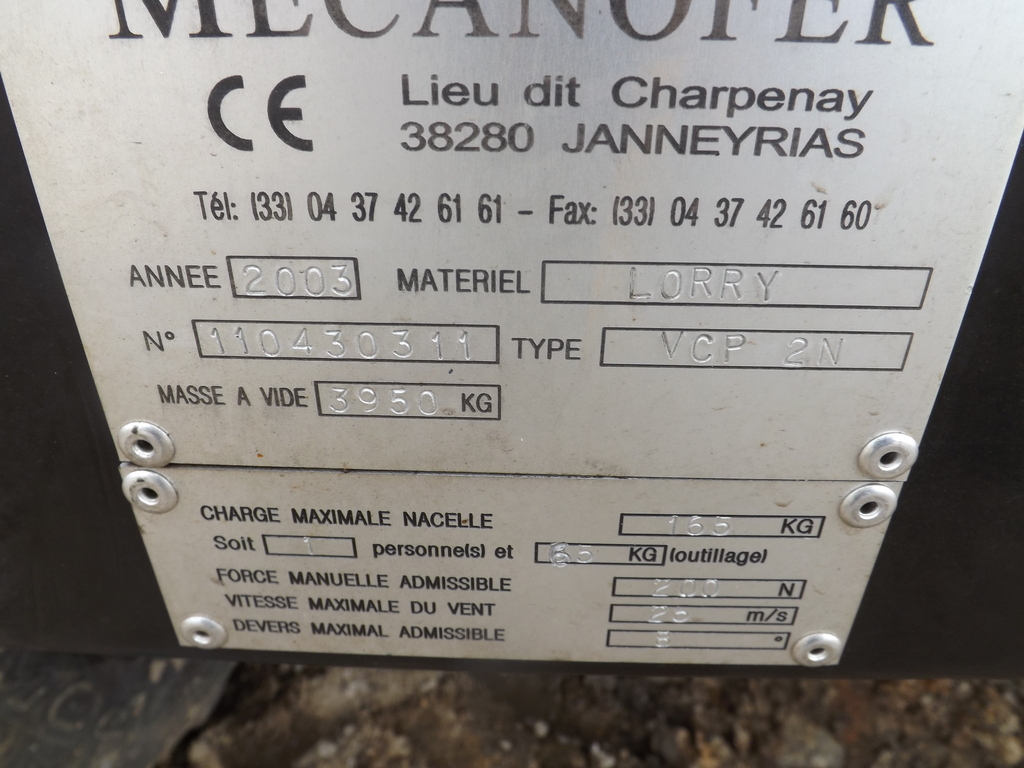 MECANOFER
CE Lieu dit Charpenay
38280 JANNEYRIAS
Tél: (33) 04 37 42 61 61 - Fax: (33) 04 37 42 61 60
ANNEE 2003 MATERIEL LORRY
N° 110430311 TYPE VCP 2N
MASSE A VIDE 3950 KG
CHARGE MAXIMALE NACELLE 165 KG
Soit 1 personne(s) et KG (outillage)
FORCE MANUELLE ADMISSIBLE 200 N
VITESSE MAXIMALE DU VENT m/s
DEVERS MAXIMAL ADMISSIBLE °